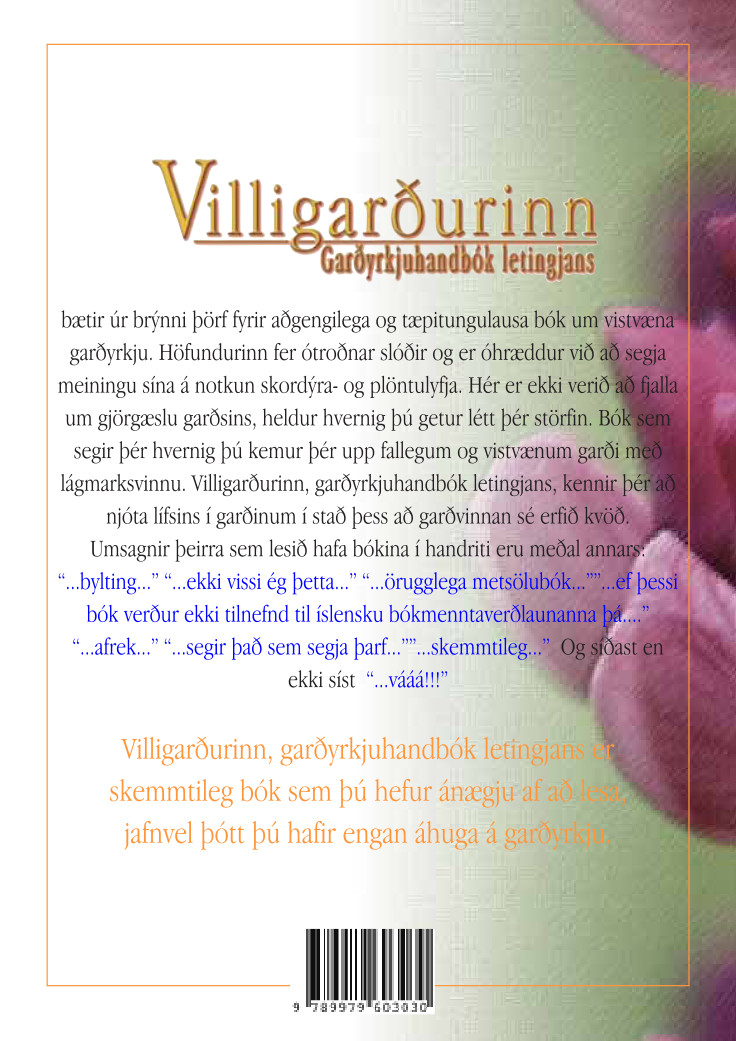 Villigarðurinn
Garðyrkjuhandbók letingjans
bætir úr brýnni þörf fyrir aðgengilega og tæpitungulausa bók um vistvæna
garðyrkju. Höfundurinn fer ótroðnar slóðir og er óhræddur við að segja
meiningu sína á notkun skordýra- og plöntulyfja. Hér er ekki verið að fjalla
um gjörgæslu garðsins, heldur hvernig þú getur létt þér störfin. Bók sem
segir þér hvernig þú kemur þér upp fallegum og vistvænum garði með
lágmarksvinnu. Villigarðurinn, garðyrkjuhandbók letingjans, kennir þér að
njóta lífsins í garðinum í stað þess að garðvinnan sé erfið kvöð.
Umsagnir þeirra sem lesið hafa bókina í handriti eru meðal annars:
“...bylting...” “...ekki vissi ég þetta...” “...örugglega metsölubók...””...ef þessi
bók verður ekki tilnefnd til íslensku bókmenntaverðlaunanna þá....”
“...afrek...” “...segir það sem segja þarf...””...skemmtileg...” Og síðast en
ekki síst “...vááá!!!”
Villigarðurinn, garðyrkjuhandbók letingjans er
skemmtileg bók sem þú hefur ánægju af að lesa,
jafnvel þótt þú hafir engan áhuga á garðyrkju.
9 789979 603030